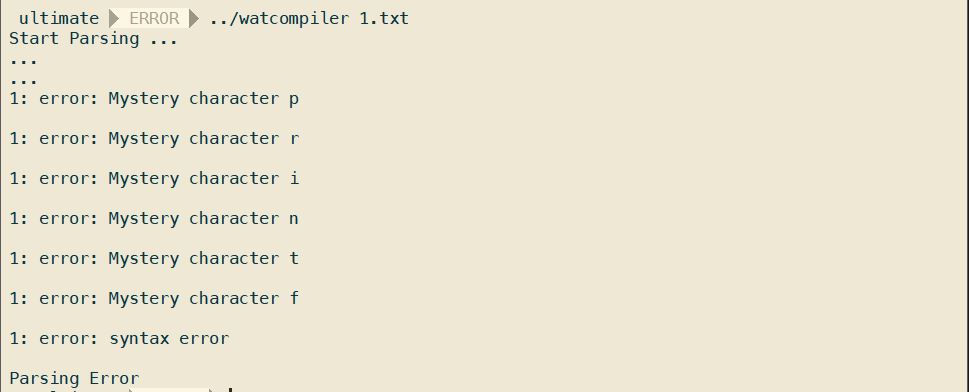 ultimate ERROR ../watcompiler 1.txt
Start Parsing ...
...
...
1: error: Mystery character p
1: error: Mystery character r
1: error: Mystery character i
1: error: Mystery character n
1: error: Mystery character t
1: error: Mystery character f
1: error: syntax error
Parsing Error